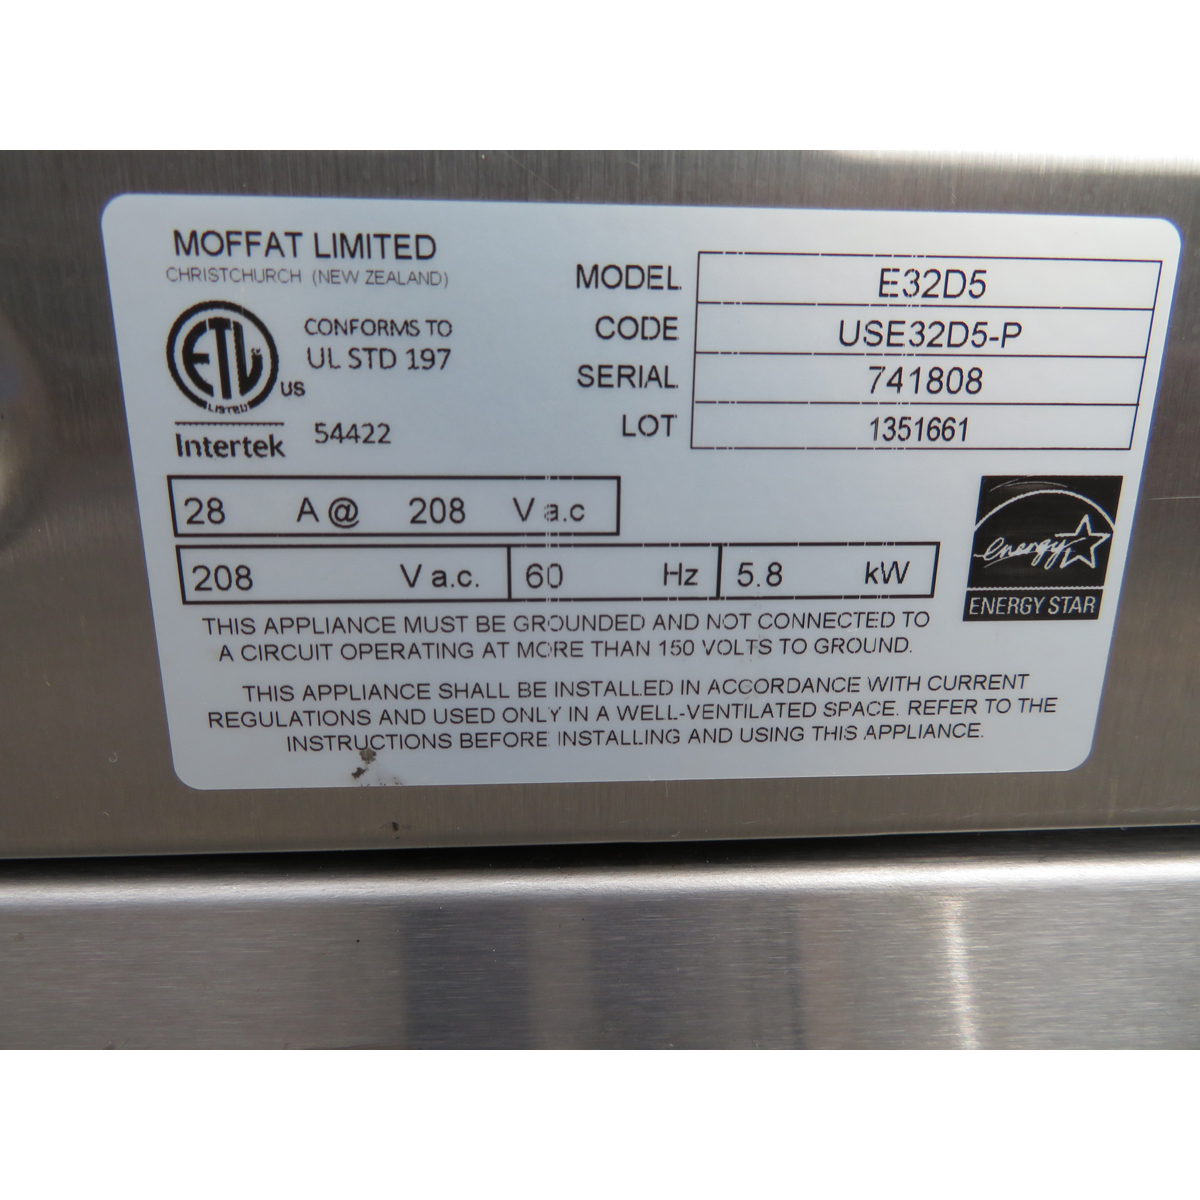 MOFFAT LIMITED
CHRISTCHURCH (NEW ZEALAND)
ETL
LISTED
US
Intertek
CONFORMS TO
UL STD 197
54422
MODEL E32D5
CODE USE32D5-P
SERIAL 741808
LOT 1351661
28 A @ 208 V a.c
208 V a.c. 60 Hz 5.8 kW
energy
ENERGY STAR
THIS APPLIANCE MUST BE GROUNDED AND NOT CONNECTED TO
A CIRCUIT OPERATING AT MORE THAN 150 VOLTS TO GROUND.
THIS APPLIANCE SHALL BE INSTALLED IN ACCORDANCE WITH CURRENT
REGULATIONS AND USED ONLY IN A WELL-VENTILATED SPACE. REFER TO THE
INSTRUCTIONS BEFORE INSTALLING AND USING THIS APPLIANCE.